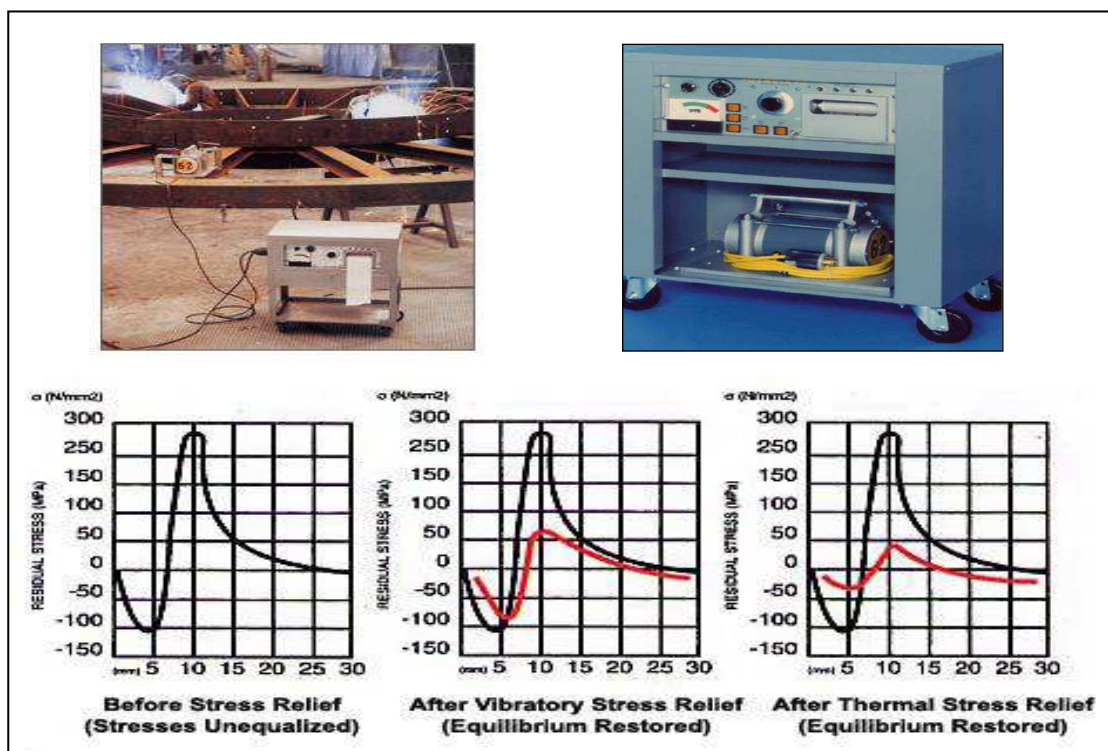 62
62
σ (N/mm2)
300
250
150
100
50
0
-50
-100
-150
RESIDUAL STRESS (MPA)
(mm) 5 10 15 20 25 30
Before Stress Relief
(Stresses Unequalized)
σ (N/mm2)
300
250
150
100
50
0
-50
-100
-150
RESIDUAL STRESS (MPA)
(mm) 5 10 15 20 25 30
After Vibratory Stress Relief
(Equilibrium Restored)
σ (N/mm2)
300
250
150
100
50
0
-50
-100
-150
RESIDUAL STRESS (MPA)
(mm) 5 10 15 20 25 30
After Thermal Stress Relief
(Equilibrium Restored)